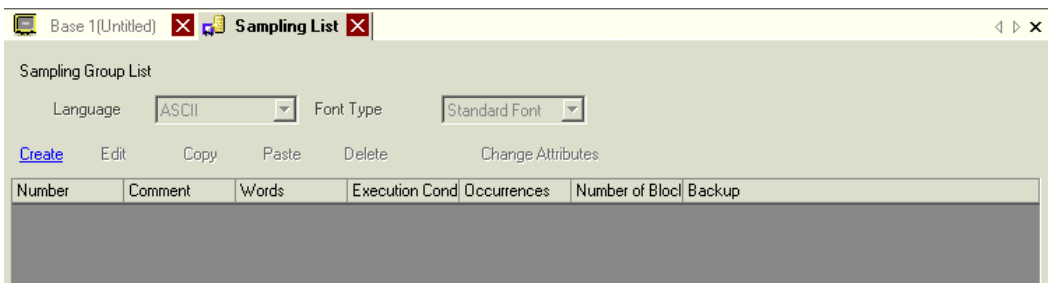 Base 1(Untitled) Sampling List
Sampling Group List
Language ASCII Font Type Standard Font
Create Edit Copy Paste Delete Change Attributes
Number Comment Words Execution Cond Occurrences Number of Blocl Backup